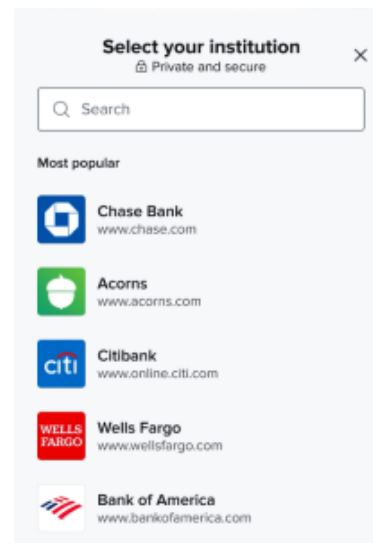 Select your institution
Private and secure
Search
Most popular
Chase Bank
www.chase.com
Acorns
www.acorns.com
citi
Citibank
www.online.citi.com
WELLS
FARGO
Wells Fargo
www.wellsfargo.com
Bank of America
www.bankofamerica.com